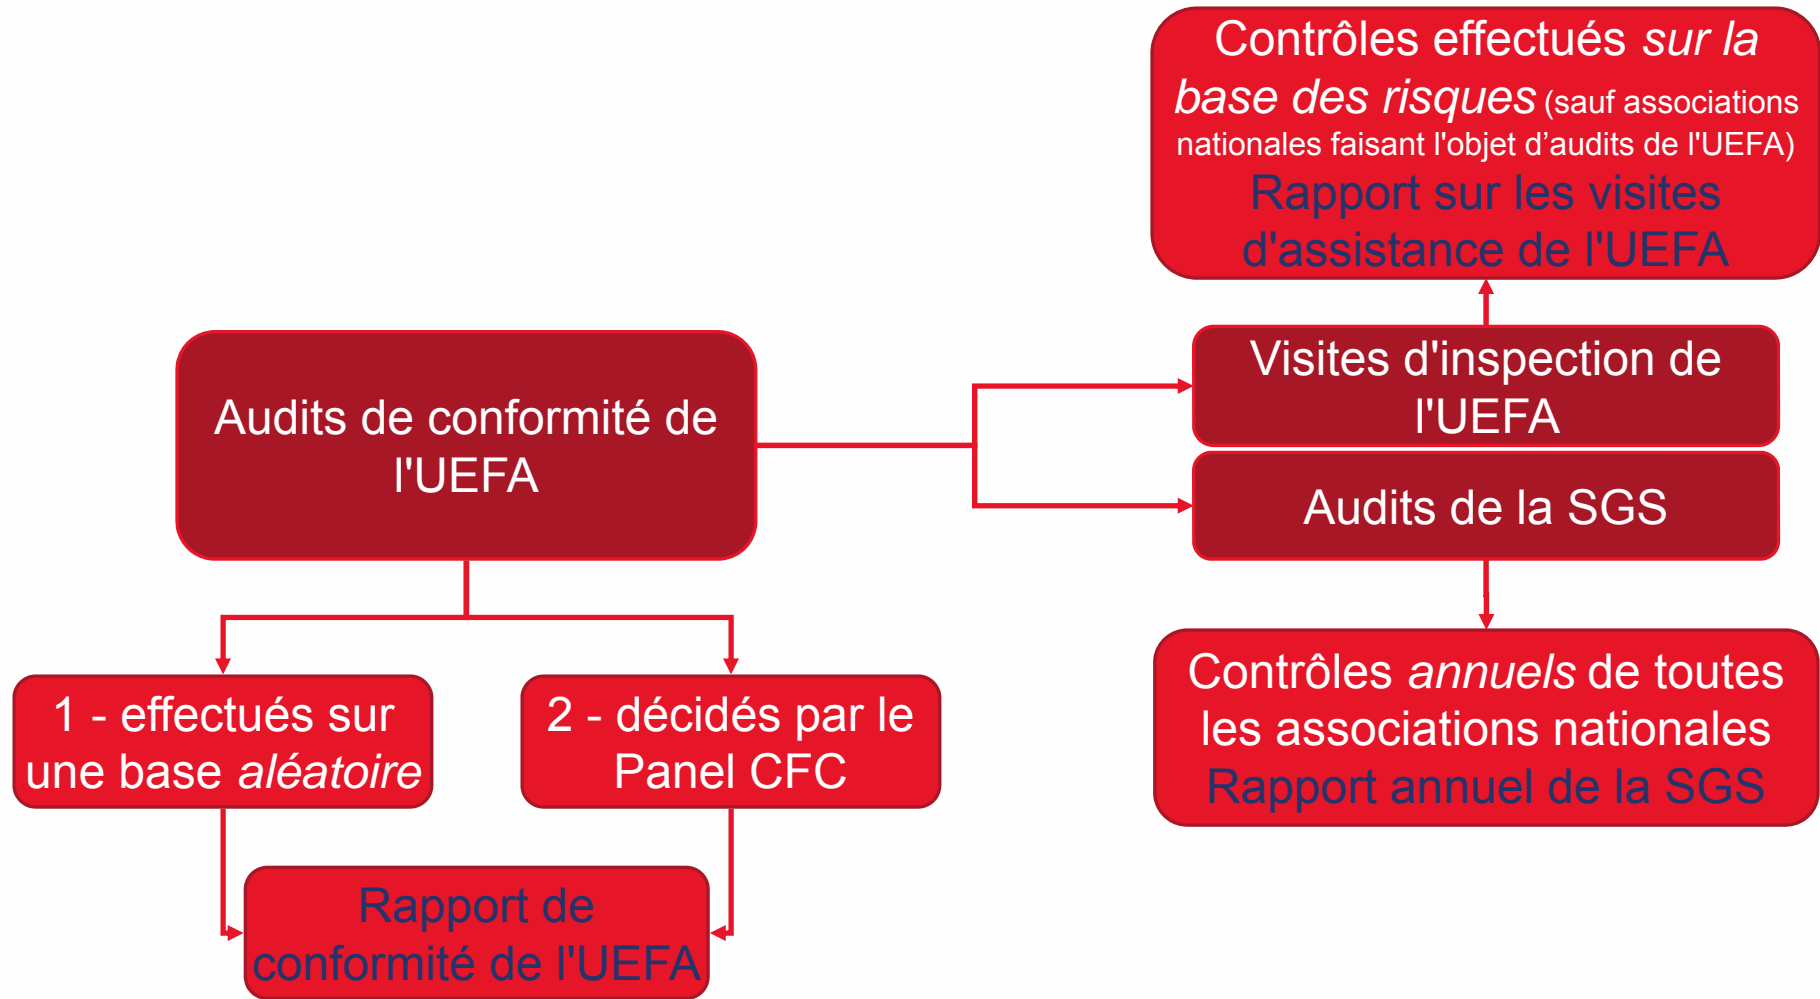 Contrôles effectués sur la
base des risques (sauf associations
nationales faisant l'objet d’audits de l'UEFA)
Rapport sur les visites
d'assistance de l'UEFA
Visites d'inspection de
l'UEFA
Audits de conformité de
l'UEFA
Audits de la SGS
Contrôles annuels de toutes
les associations nationales
Rapport annuel de la SGS
1 - effectués sur
une base aléatoire
2 - décidés par le
Panel CFC
Rapport de
conformité de l'UEFA